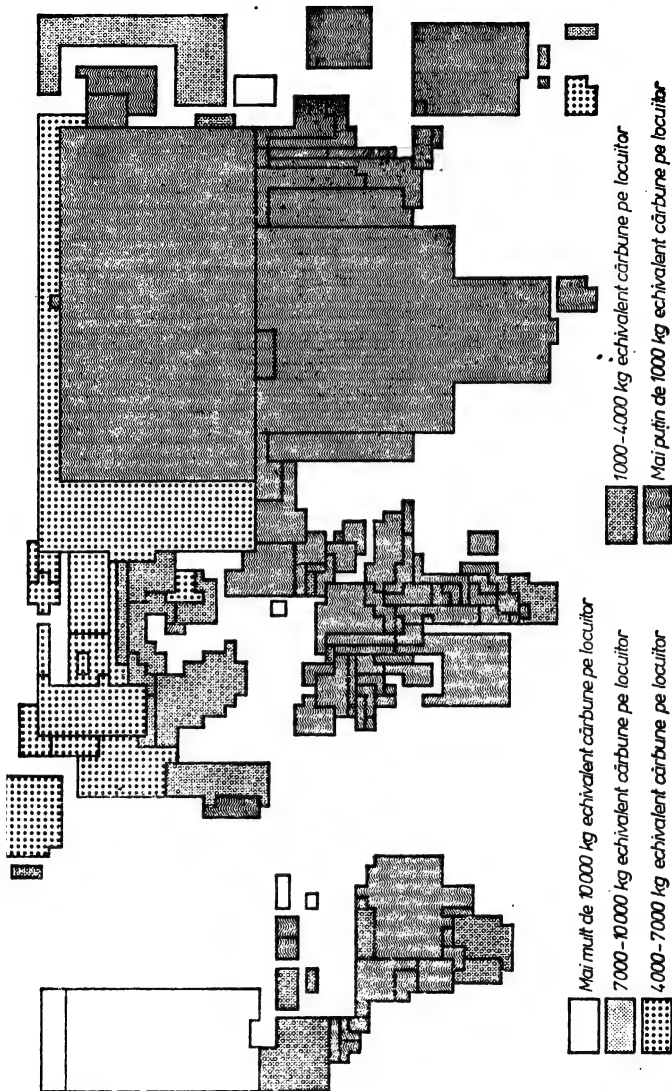 Mai mult de 10000 kg echivalent cărbune pe locuitor
7000-10000 kg echivalent cărbune pe locuitor
4000-7000 kg echivalent cărbune pe locuitor
1000-4000 kg echivalent cărbune pe locuitor
Mai puțin de 1000 kg echivalent cărbune pe locuitor